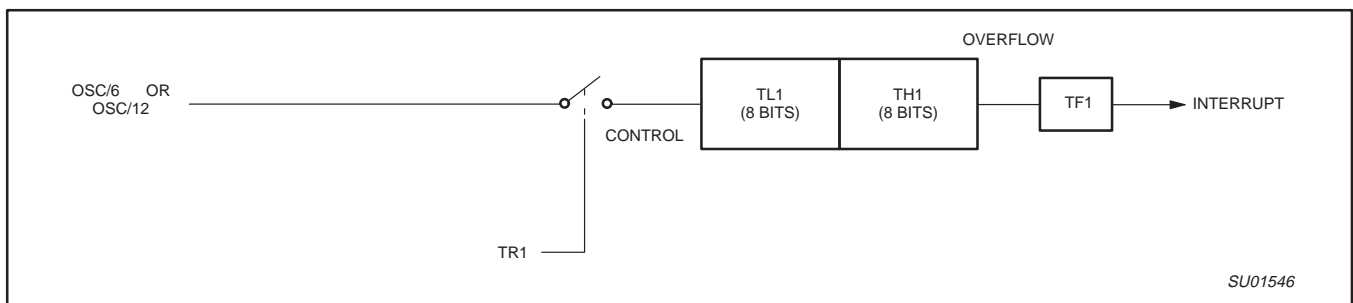 OVERFLOW
OSC/6 OR
OSC/12
TL1
(8 BITS)
TH1
(8 BITS)
TF1
INTERRUPT
CONTROL
TR1
SU01546